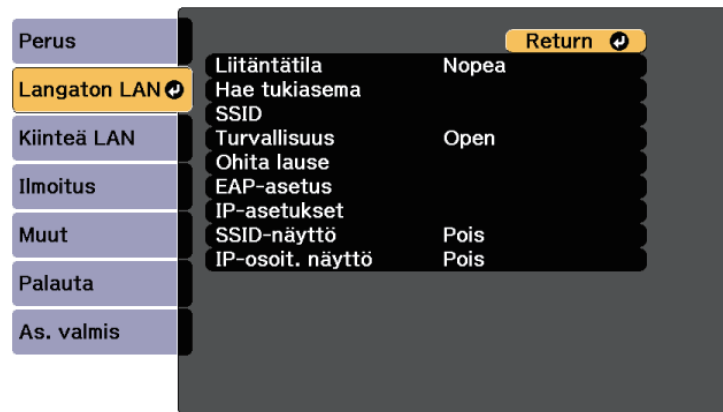 Perus
Langaton LAN
Kiinteä LAN
Ilmoitus
Muut
Palauta
As. valmis
Return
Liitäntätila Nopea
Hae tukiasema
SSID
Turvallisuus Open
Ohita lause
EAP-asetus
IP-asetukset
SSID-näyttö Pois
IP-osoit. näyttö Pois